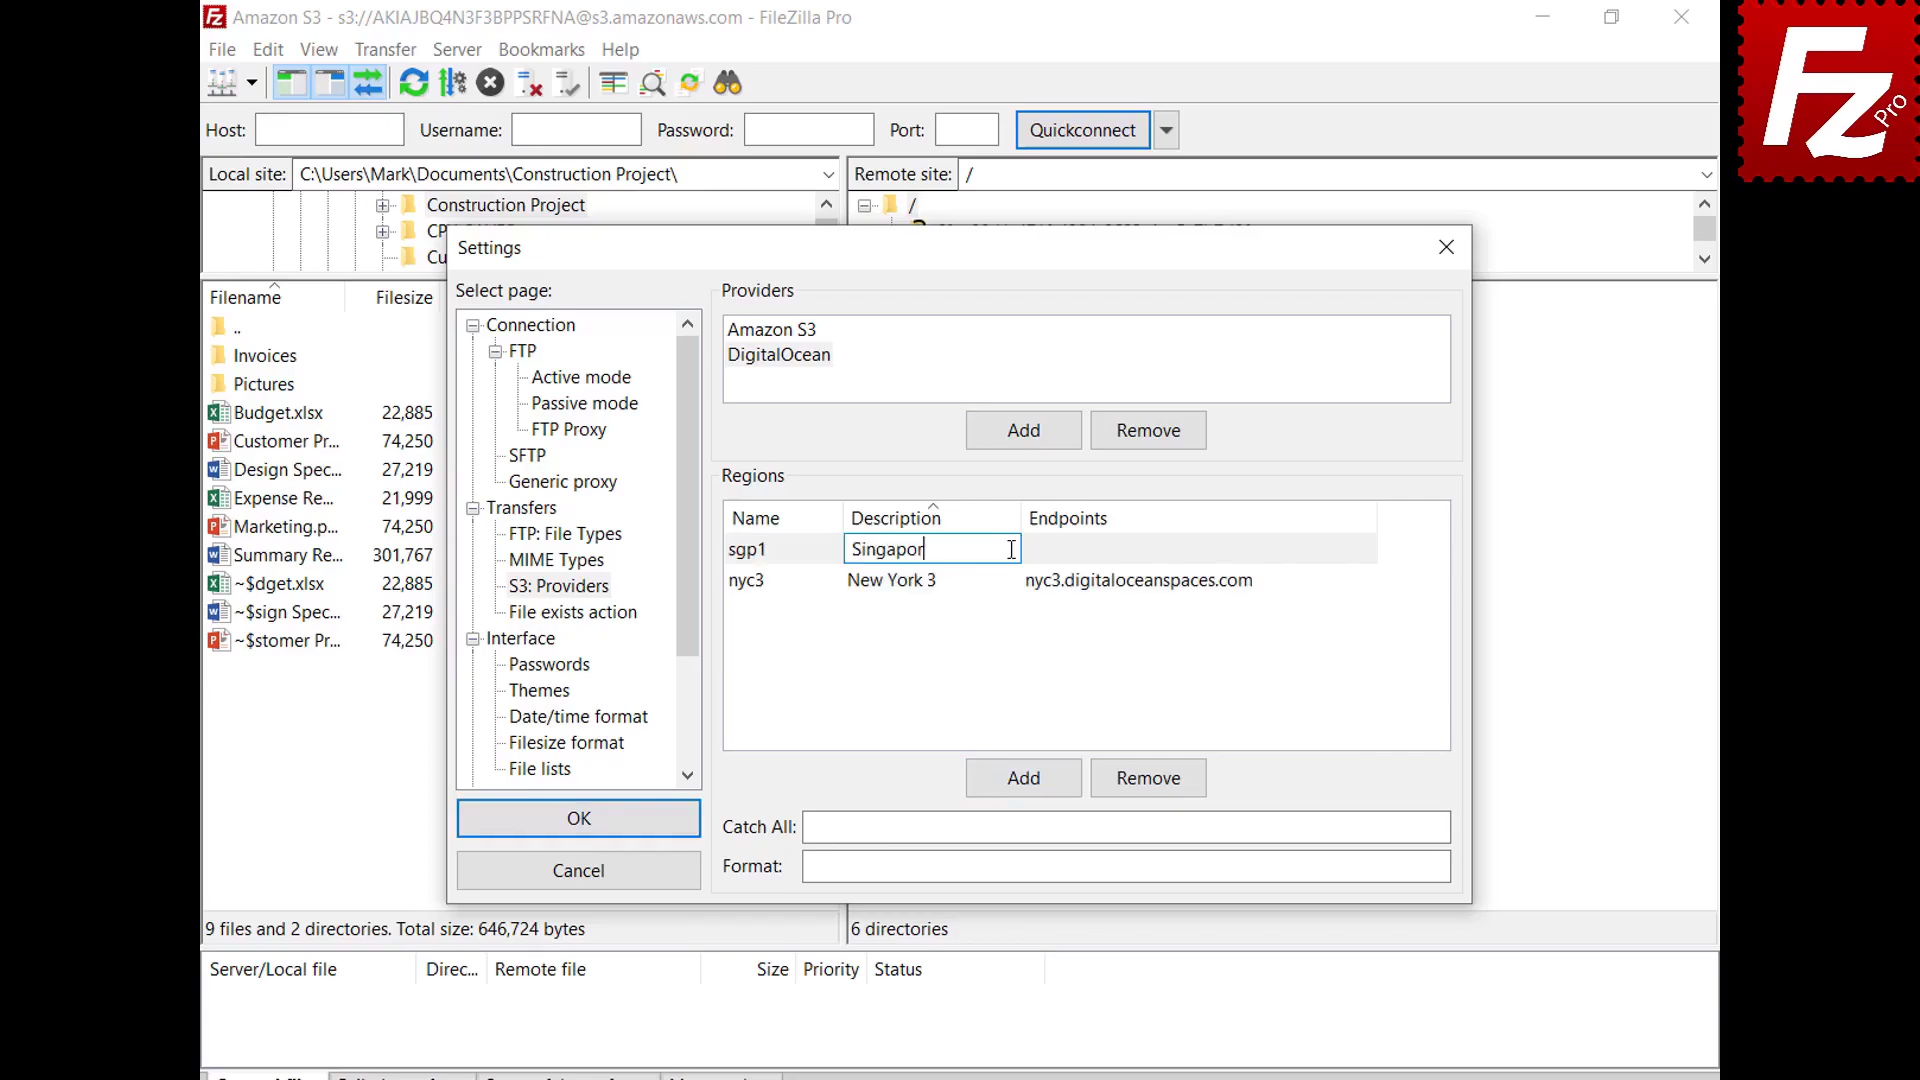 Amazon S3 - s3://AKIAJBQ4N3F3BPPSRFNA@s3.amazonaws.com - FileZilla Pro
File Edit View Transfer Server Bookmarks Help
Host: Username: Password: Port: Quickconnect
Local site: C:\Users\Mark\Documents\Construction Project\
Remote site: /
Construction Project
/
Filename Filesize
..
Invoices
Pictures
Budget.xlsx 22,885
Customer Pr... 74,250
Design Spec... 27,219
Expense Re... 21,999
Marketing.p... 74,250
Summary Re... 301,767
~$dget.xlsx 22,885
~$sign Spec... 27,219
~$stomer Pr... 74,250
Settings
Select page:
Connection
FTP
Active mode
Passive mode
FTP Proxy
SFTP
Generic proxy
Transfers
FTP: File Types
MIME Types
S3: Providers
File exists action
Interface
Passwords
Themes
Date/time format
Filesize format
File lists
OK
Cancel
Providers
Amazon S3
DigitalOcean
Add Remove
Regions
Name Description Endpoints
sgp1 Singapor
nyc3 New York 3 nyc3.digitaloceanspaces.com
Add Remove
Catch All:
Format:
9 files and 2 directories. Total size: 646,724 bytes
6 directories
Server/Local file Direc... Remote file Size Priority Status
Fz Pro